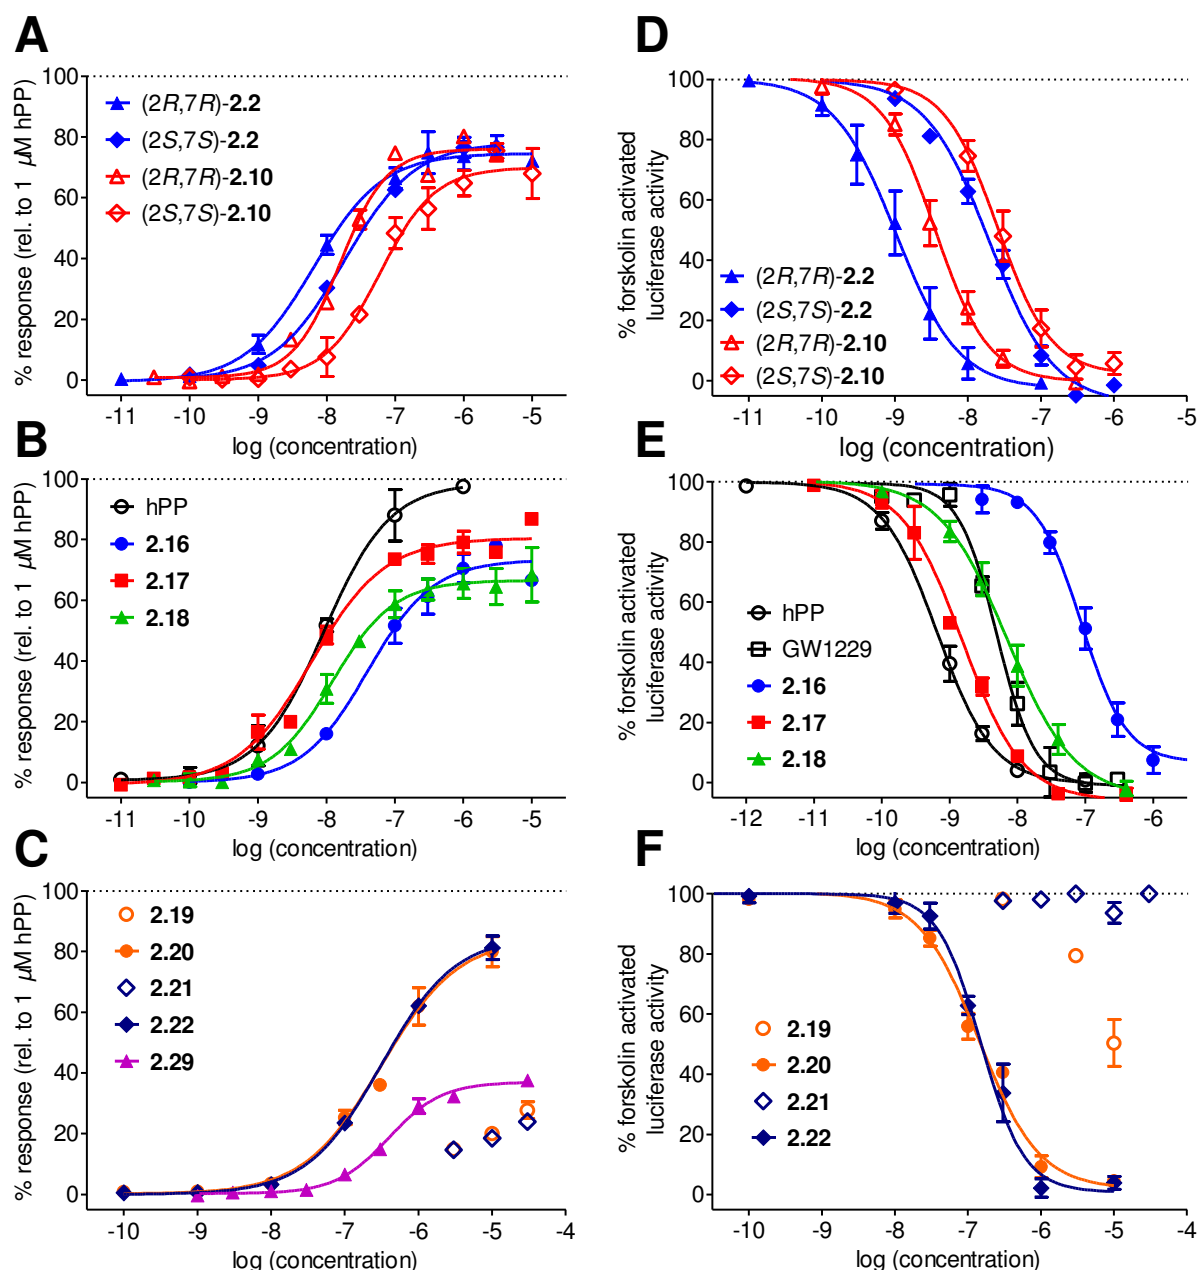 A
% response (rel. to 1 µM hPP)
100
80
60
40
20
0
(2R,7R)-2.2
(2S,7S)-2.2
(2R,7R)-2.10
(2S,7S)-2.10
-11 -10 -9 -8 -7 -6 -5
log (concentration)
D
% forskolin activated
luciferase activity
100
80
60
40
20
0
(2R,7R)-2.2
(2S,7S)-2.2
(2R,7R)-2.10
(2S,7S)-2.10
-11 -10 -9 -8 -7 -6 -5
log (concentration)
B
% response (rel. to 1 µM hPP)
100
80
60
40
20
0
hPP
2.16
2.17
2.18
-11 -10 -9 -8 -7 -6 -5
log (concentration)
E
% forskolin activated
luciferase activity
100
80
60
40
20
0
hPP
GW1229
2.16
2.17
2.18
-12 -11 -10 -9 -8 -7 -6
log (concentration)
C
% response (rel. to 1 µM hPP)
100
80
60
40
20
0
2.19
2.20
2.21
2.22
2.29
-10 -9 -8 -7 -6 -5 -4
log (concentration)
F
% forskolin activated
luciferase activity
100
80
60
40
20
0
2.19
2.20
2.21
2.22
-10 -9 -8 -7 -6 -5 -4
log (concentration)